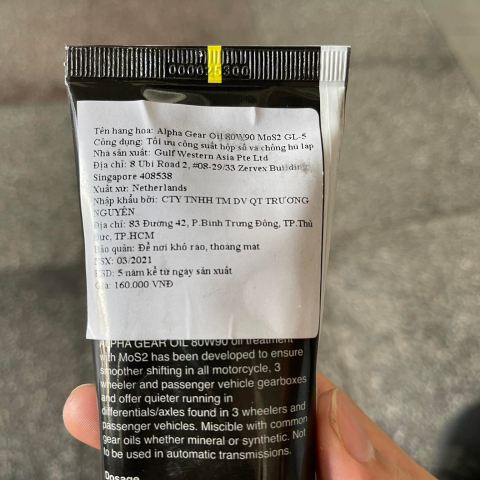 000025300
Tên hàng hóa: Alpha Gear Oil 80W90 MoS2 GL-5
Công dụng: Tối ưu công suất hộp số và chống hú láp
Nhà sản xuất: Gulf Western Asia Pte Ltd
Địa chỉ: 8 Ubi Road 2, #08-29/33 Zervex Building,
Singapore 408538
Xuất xứ: Netherlands
Nhập khẩu bởi: CTY TNHH TM DV QT TRƯƠNG
NGUYÊN
Địa chỉ: 83 Đường 42, P.Bình Trưng Đông, TP.Thủ
Đức, TP.HCM
Bảo quản: Để nơi khô ráo, thoáng mát
NSX: 03/2021
HSD: 5 năm kể từ ngày sản xuất
Giá: 160.000 VNĐ
ALPHA GEAR OIL 80W90 oil treatment
with MoS2 has been developed to ensure
smoother shifting in all motorcycle, 3
wheeler and passenger vehicle gearboxes
and offer quieter running in
differentials/axles found in 3 wheelers and
passenger vehicles. Miscible with common
gear oils whether mineral or synthetic. Not
to be used in automatic transmissions.
Dosage